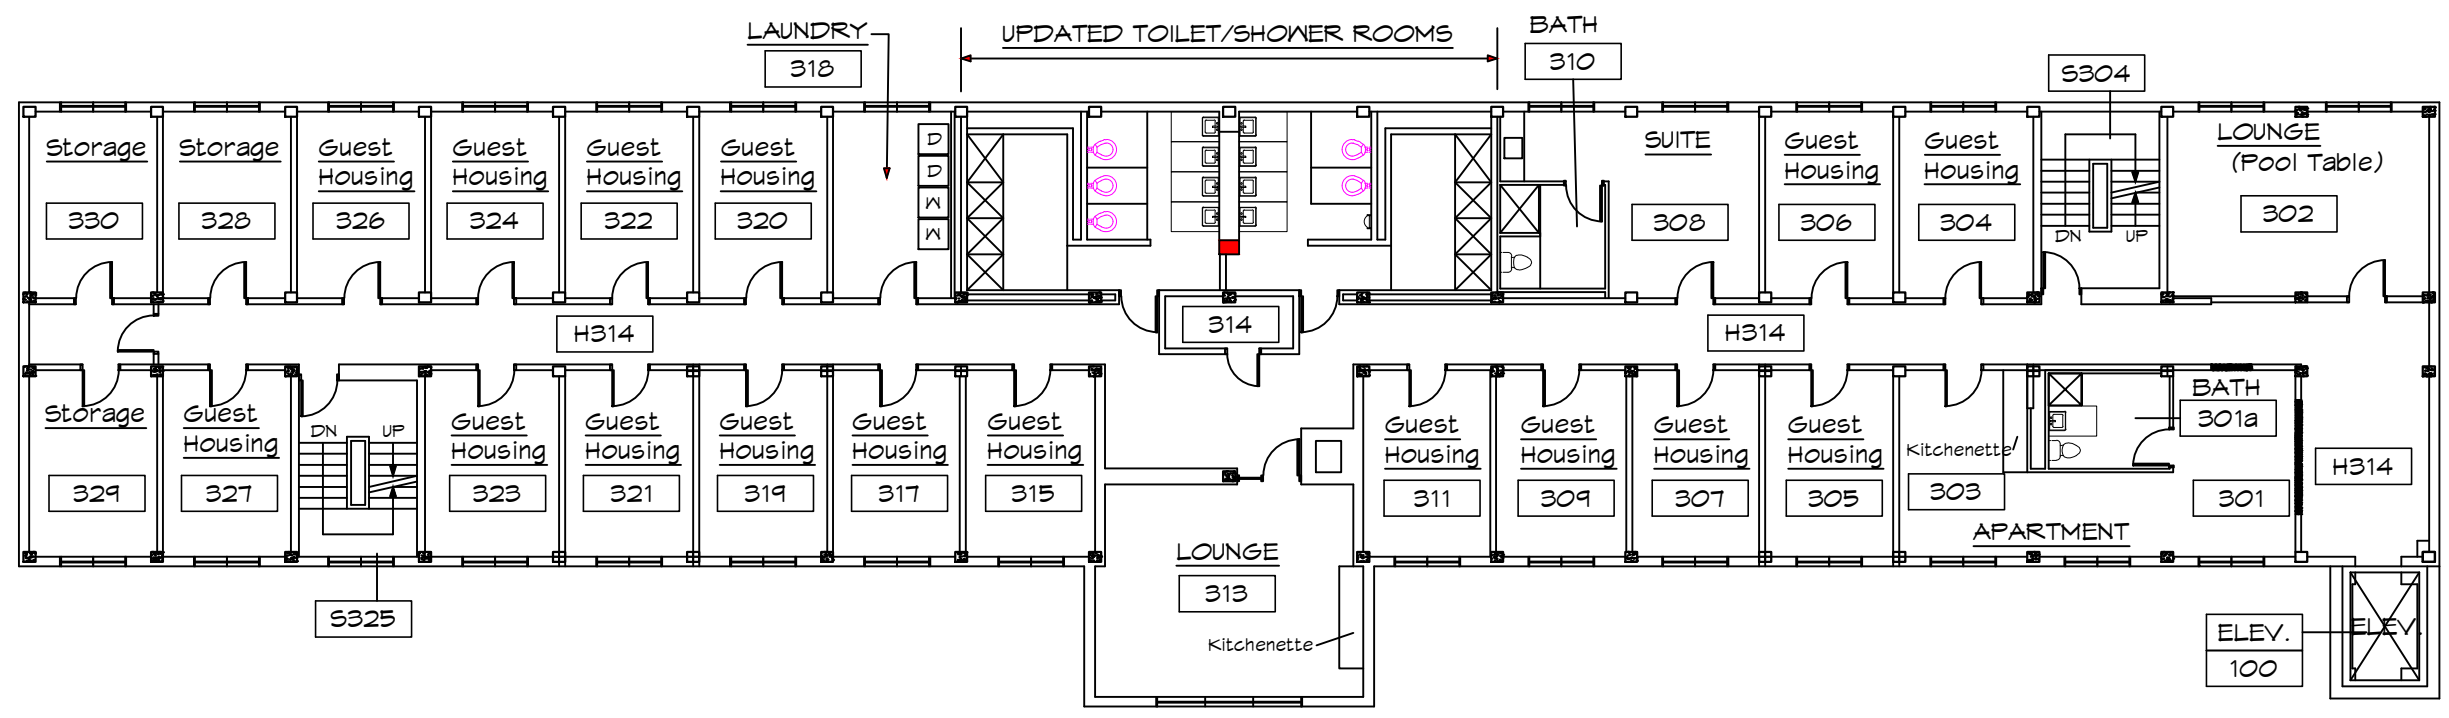 LAUNDRY
318
UPDATED TOILET/SHOWER ROOMS
BATH
310
S304
Storage
330
Storage
328
Guest
Housing
326
Guest
Housing
324
Guest
Housing
322
Guest
Housing
320
D
D
W
W
SUITE
308
Guest
Housing
306
Guest
Housing
304
DN
UP
LOUNGE
(Pool Table)
302
H314
314
H314
Storage
329
Guest
Housing
327
DN
UP
Guest
Housing
323
Guest
Housing
321
Guest
Housing
319
Guest
Housing
317
Guest
Housing
315
Guest
Housing
311
Guest
Housing
309
Guest
Housing
307
Guest
Housing
305
Kitchenette
303
BATH
301a
301
APARTMENT
H314
LOUNGE
313
Kitchenette
S325
ELEV.
100
ELEV.